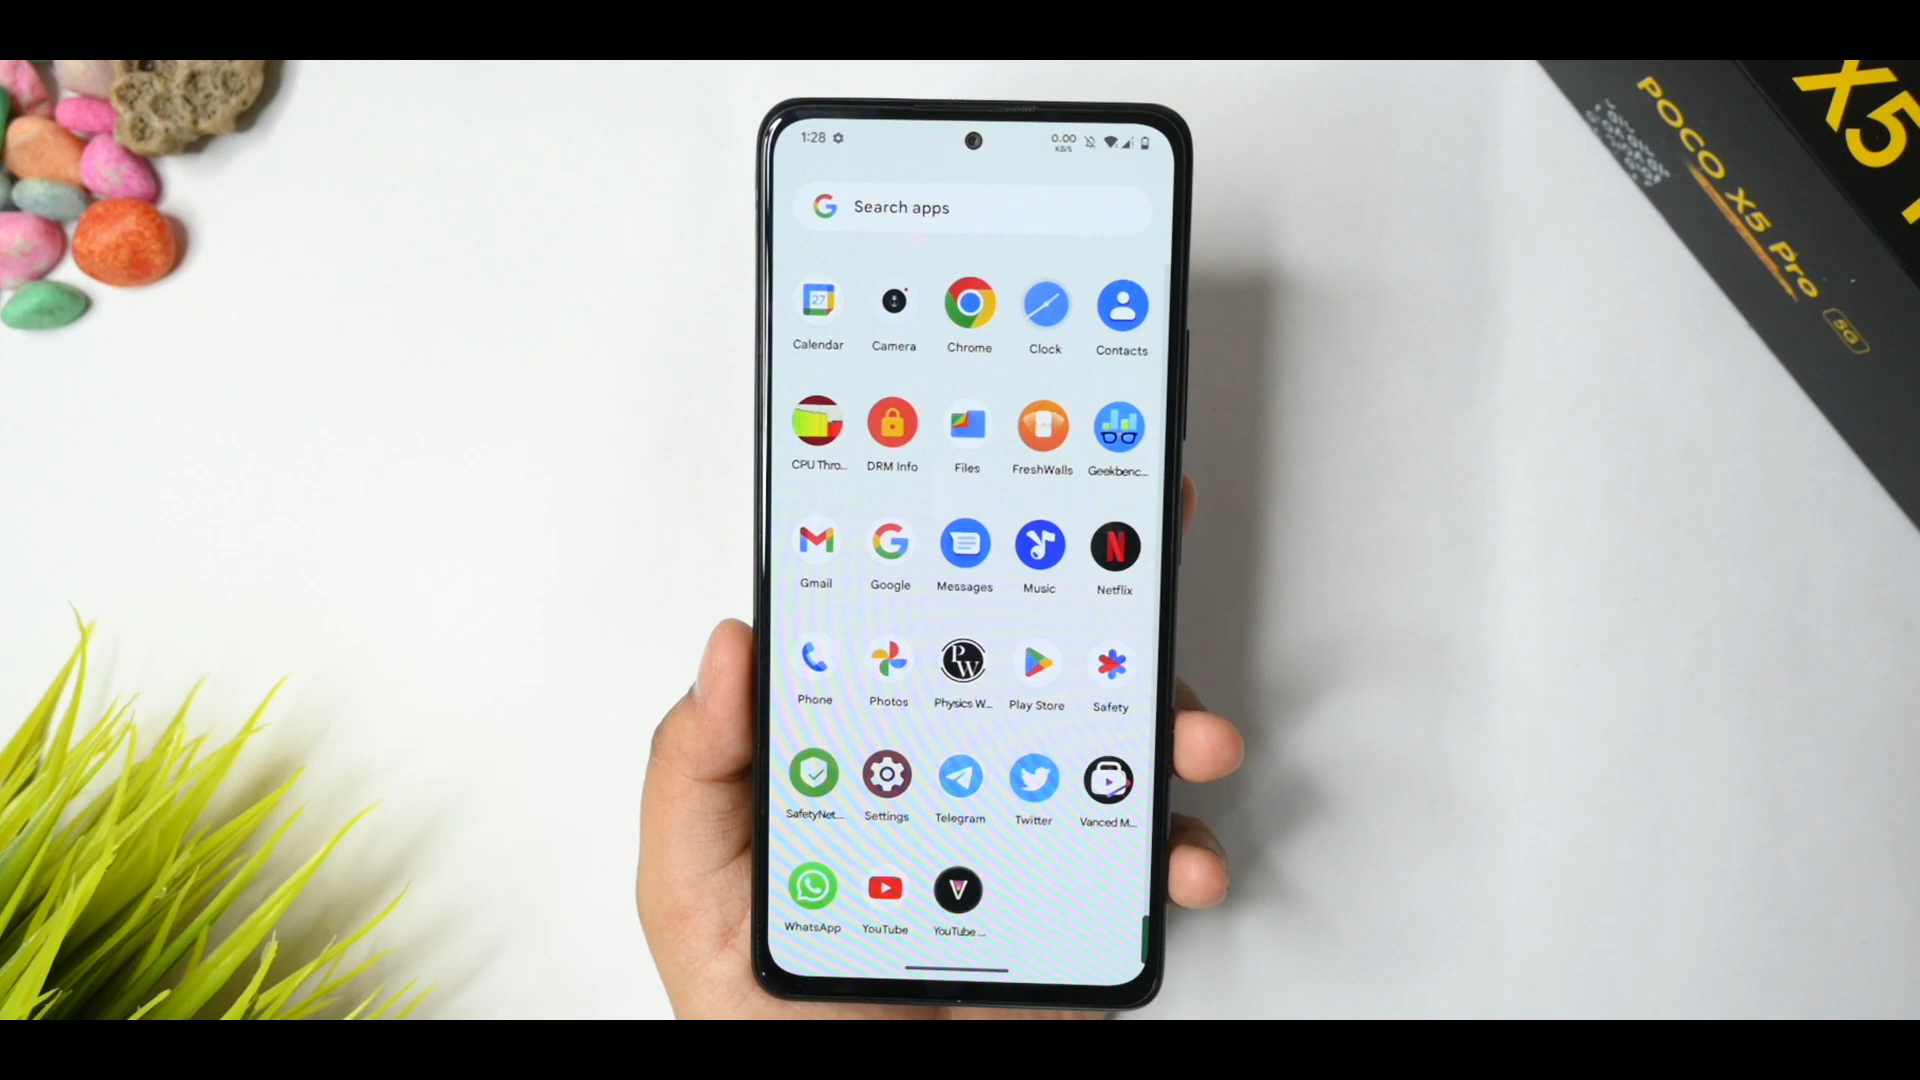 1:28
0.00
KB/S
Search apps
27
Calendar
Camera
Chrome
Clock
Contacts
CPU Thro...
DRM Info
Files
FreshWalls
Geekbenc...
Gmail
Google
Messages
Music
Netflix
Phone
Photos
PW
Physics W...
Play Store
Safety
SafetyNet...
Settings
Telegram
Twitter
Vanced M...
WhatsApp
YouTube
YouTube ...
POCO X5 Pro
5G
X5